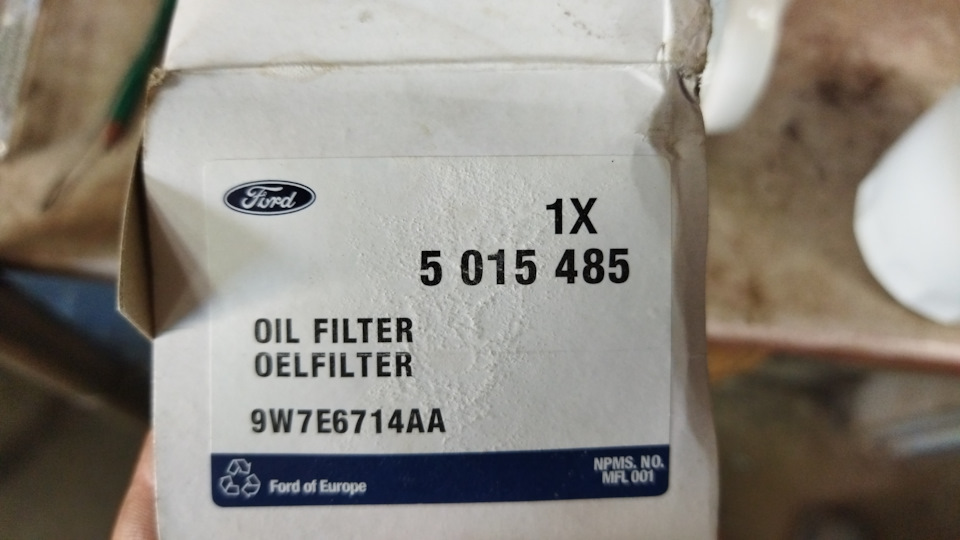 Ford
1X
5 015 485
OIL FILTER
OELFILTER
9W7E6714AA
Ford of Europe
NPMS. NO.
MFL 001